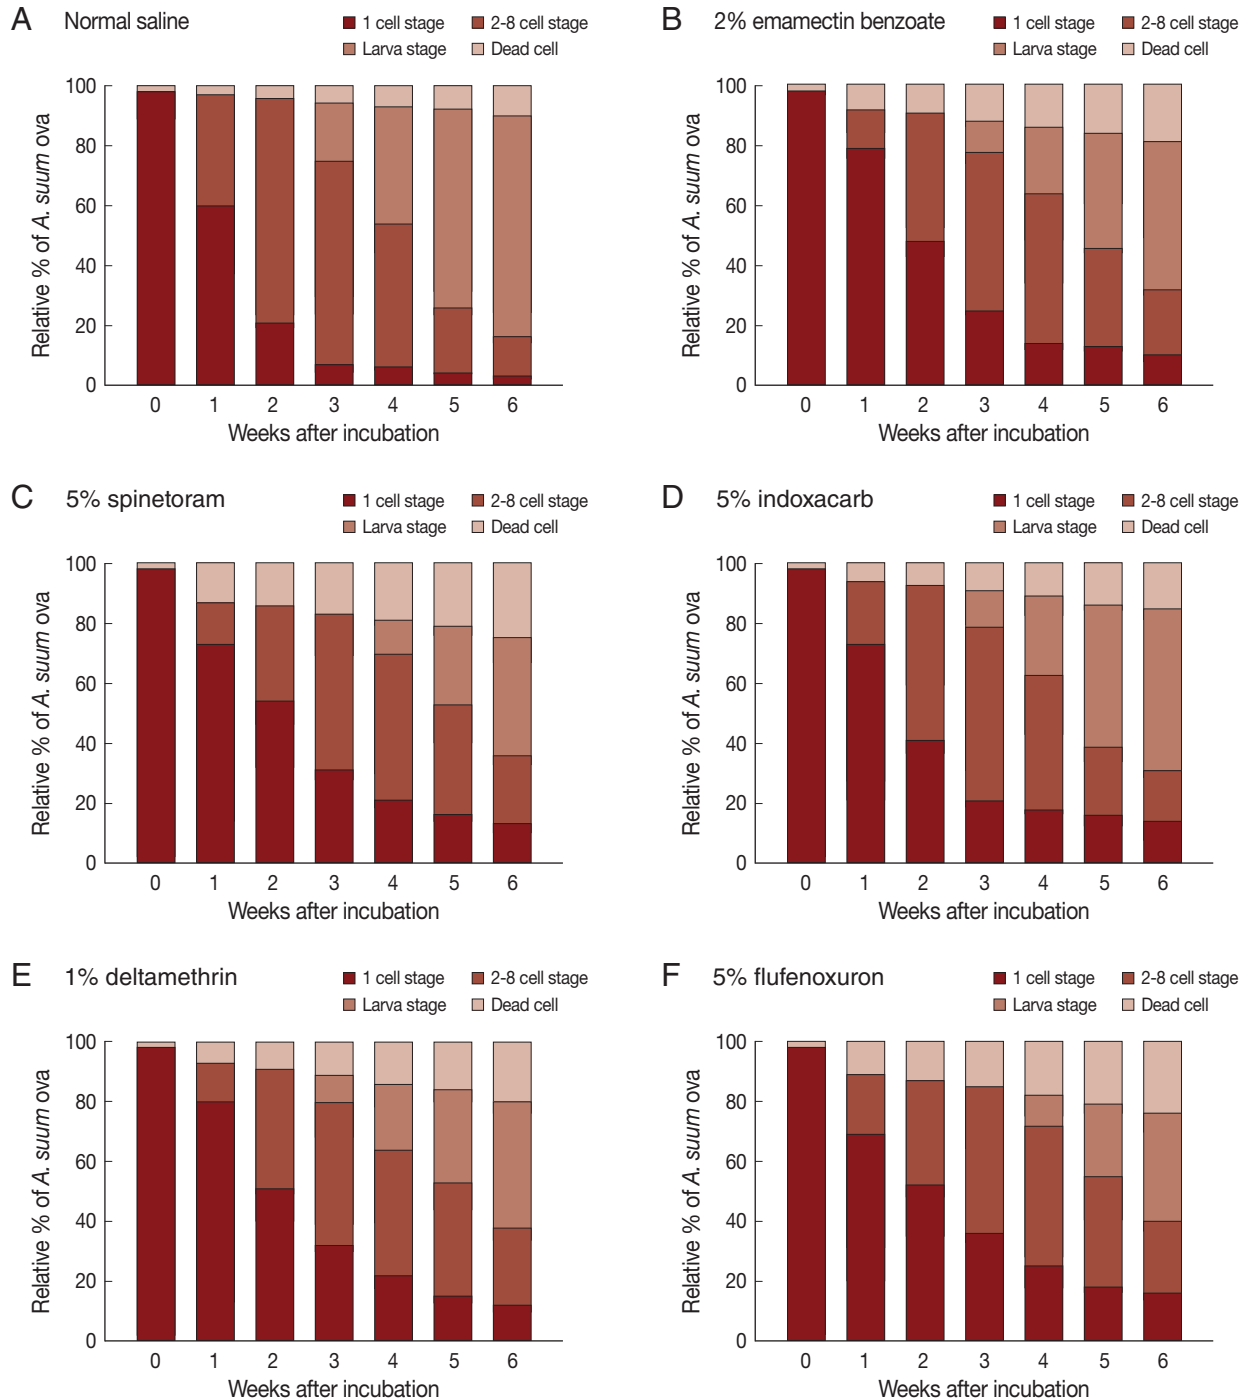 A Normal saline
1 cell stage 2-8 cell stage
Larva stage Dead cell
100
80
60
40
20
0
Relative % of A. suum ova
0 1 2 3 4 5 6
Weeks after incubation
B 2% emamectin benzoate
1 cell stage 2-8 cell stage
Larva stage Dead cell
100
80
60
40
20
0
Relative % of A. suum ova
0 1 2 3 4 5 6
Weeks after incubation
C 5% spinetoram
1 cell stage 2-8 cell stage
Larva stage Dead cell
100
80
60
40
20
0
Relative % of A. suum ova
0 1 2 3 4 5 6
Weeks after incubation
D 5% indoxacarb
1 cell stage 2-8 cell stage
Larva stage Dead cell
100
80
60
40
20
0
Relative % of A. suum ova
0 1 2 3 4 5 6
Weeks after incubation
E 1% deltamethrin
1 cell stage 2-8 cell stage
Larva stage Dead cell
100
80
60
40
20
0
Relative % of A. suum ova
0 1 2 3 4 5 6
Weeks after incubation
F 5% flufenoxuron
1 cell stage 2-8 cell stage
Larva stage Dead cell
100
80
60
40
20
0
Relative % of A. suum ova
0 1 2 3 4 5 6
Weeks after incubation